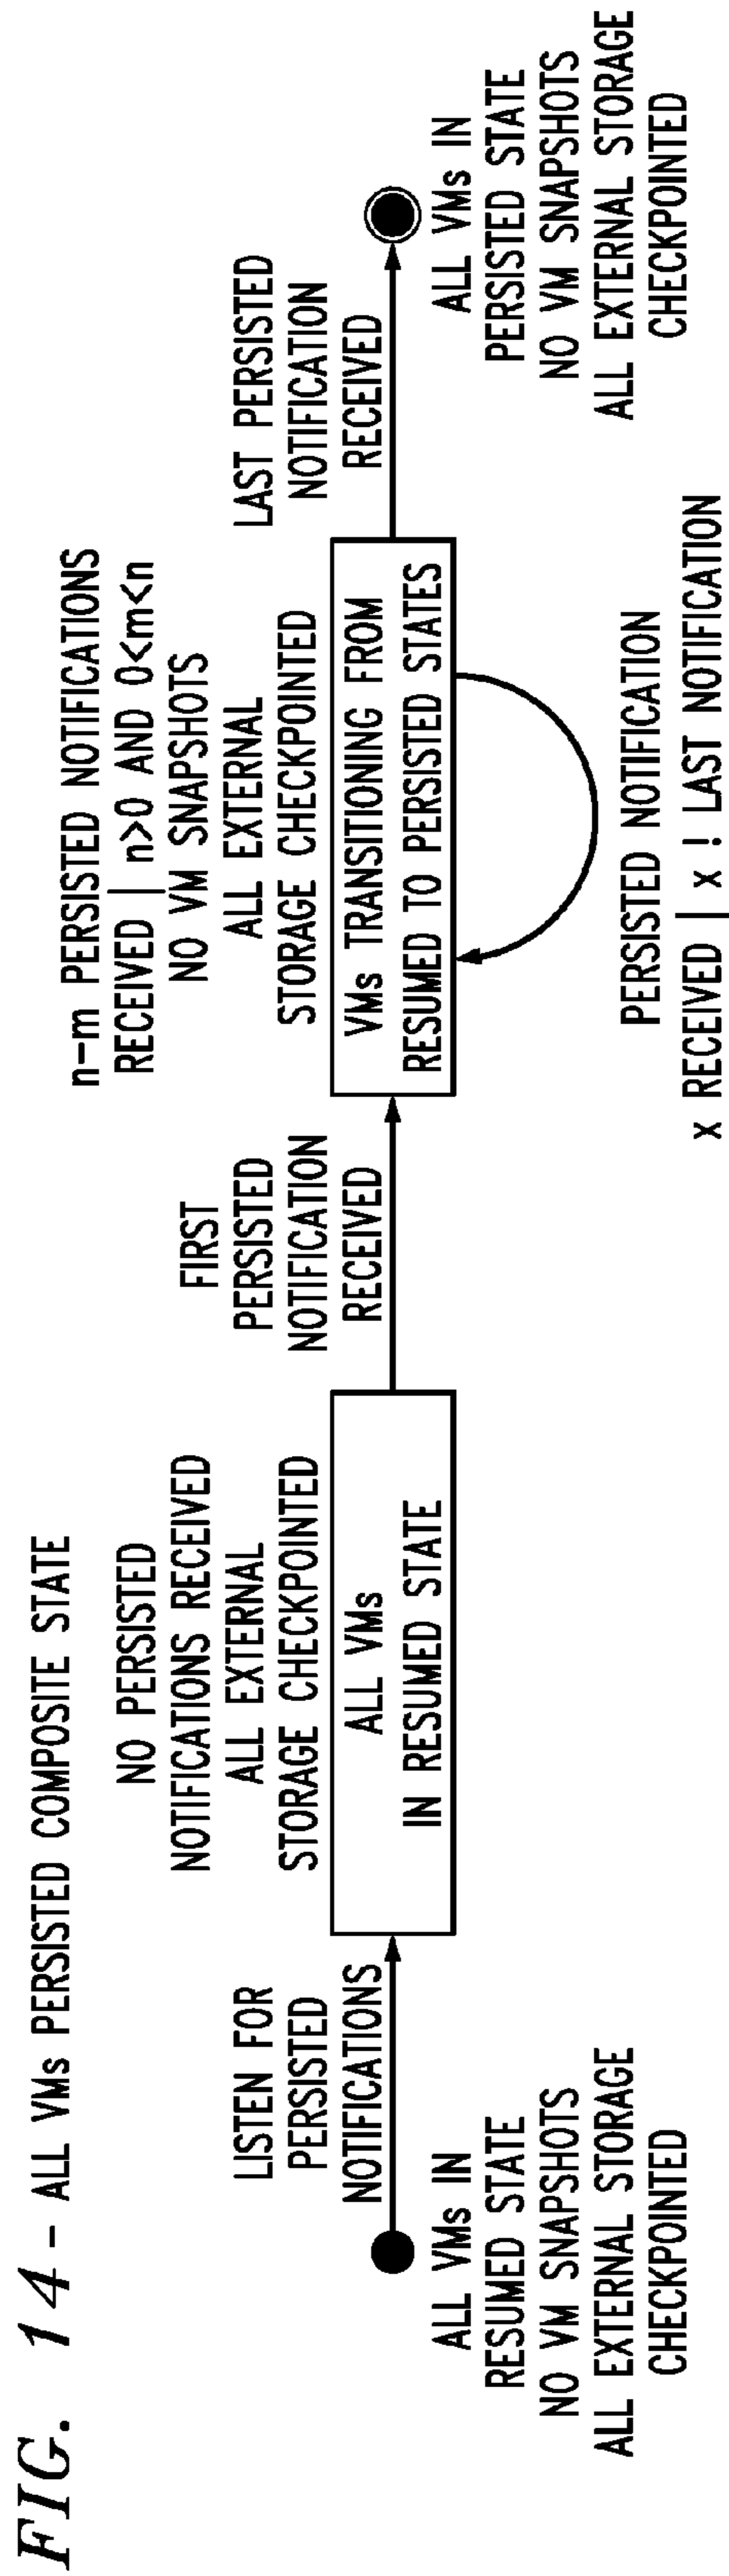 FIG. 14 - ALL VMs PERSISTED COMPOSITE STATE
ALL VMs IN
RESUMED STATE
NO VM SNAPSHOTS
ALL EXTERNAL STORAGE
CHECKPOINTED
LISTEN FOR
PERSISTED
NOTIFICATIONS
NO PERSISTED
NOTIFICATIONS RECEIVED
ALL EXTERNAL
STORAGE CHECKPOINTED
ALL VMs
IN RESUMED STATE
FIRST
PERSISTED
NOTIFICATION
RECEIVED
n-m PERSISTED NOTIFICATIONS
RECEIVED | n>0 AND 0<m<n
NO VM SNAPSHOTS
ALL EXTERNAL
STORAGE CHECKPOINTED
VMs TRANSITIONING FROM
RESUMED TO PERSISTED STATES
PERSISTED NOTIFICATION
x RECEIVED | x ! LAST NOTIFICATION
LAST PERSISTED
NOTIFICATION
RECEIVED
ALL VMs IN
PERSISTED STATE
NO VM SNAPSHOTS
ALL EXTERNAL STORAGE
CHECKPOINTED